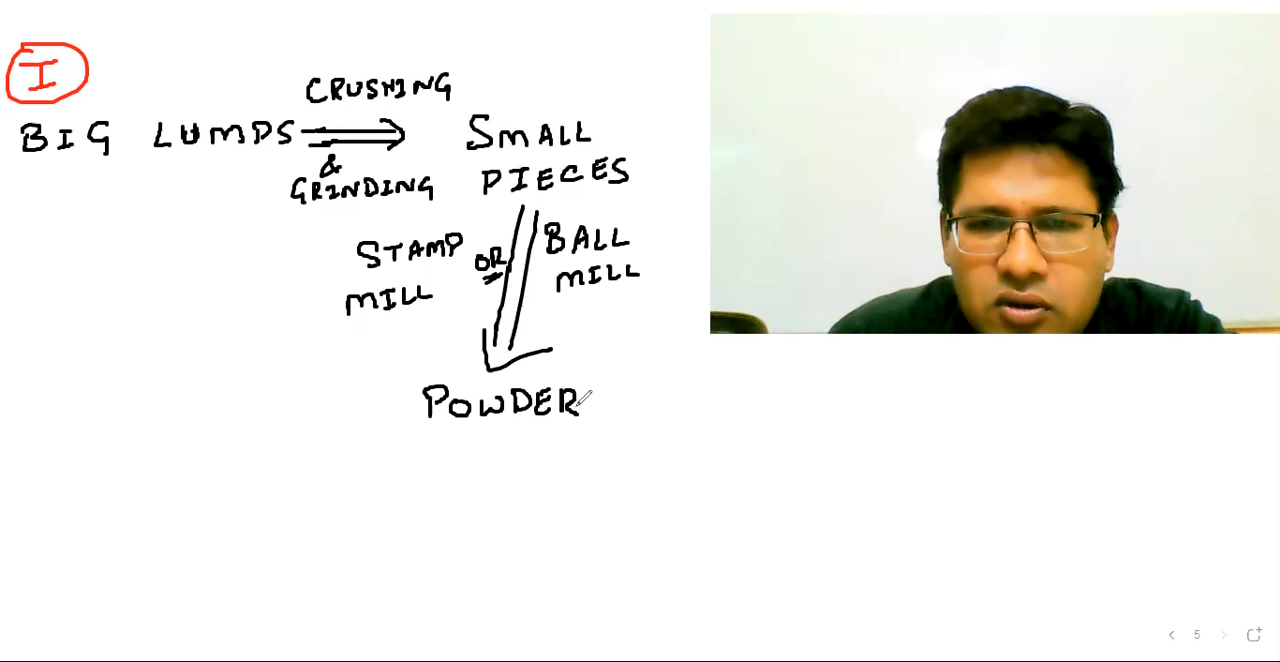 I
BIG LUMPS
CRUSHING
&
GRINDING
SMALL
PIECES
STAMP
MILL
OR
BALL
MILL
POWDER
5